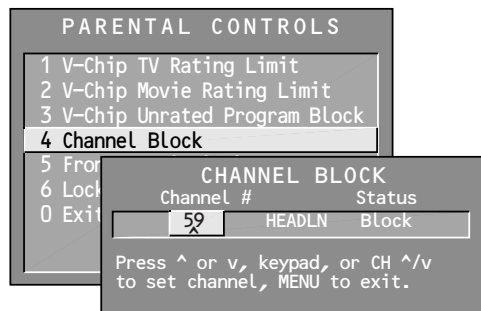 PARENTAL CONTROLS
1 V-Chip TV Rating Limit
2 V-Chip Movie Rating Limit
3 V-Chip Unrated Program Block
4 Channel Block
5
6 Lock
0 Exit
CHANNEL BLOCK
Channel # Status
59 HEADLN Block
Press ^ or v, keypad, or CH ^/v
to set channel, MENU to exit.